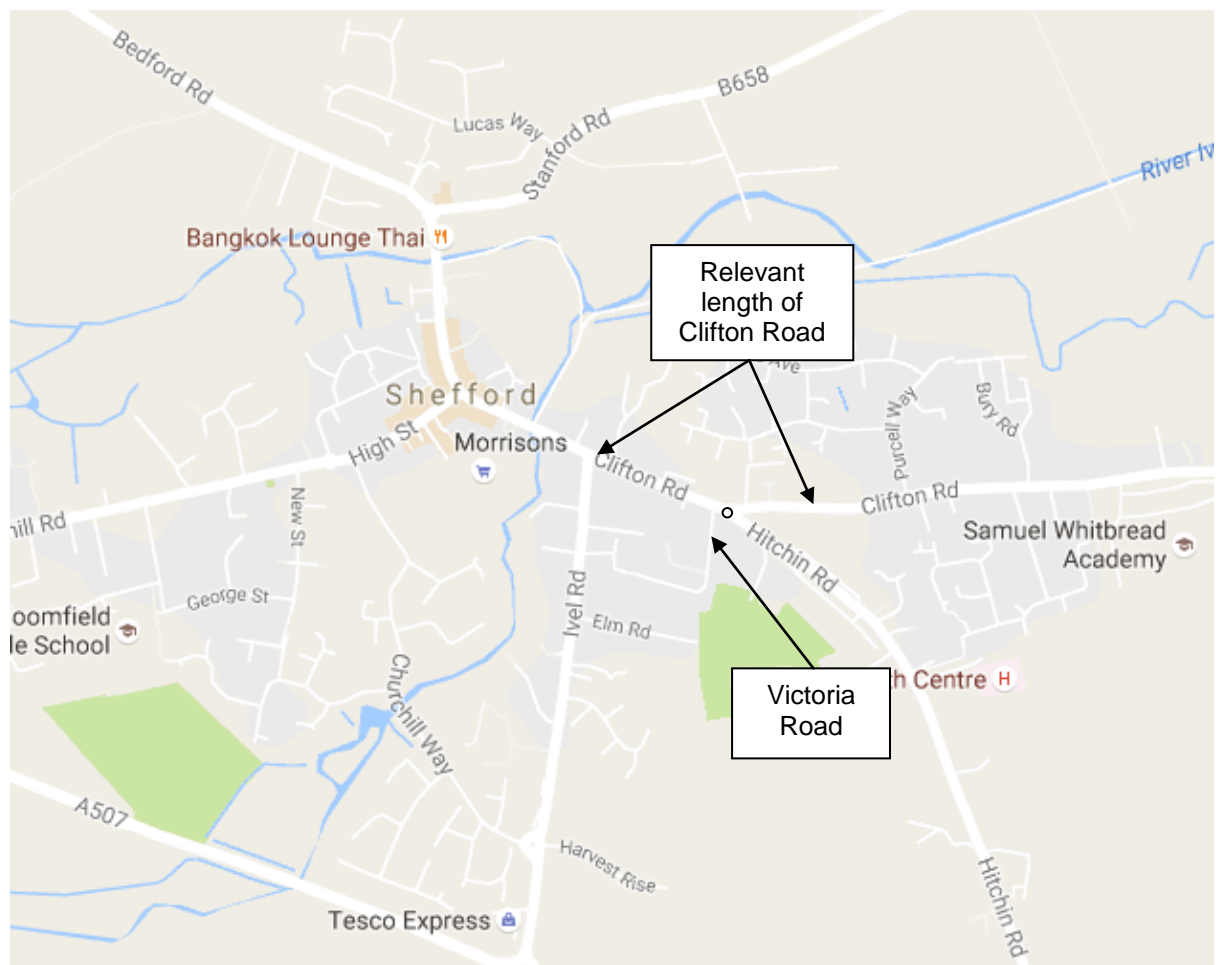 Bedford Rd
B658
Lucas Way
Stanford Rd
River Iv
Bangkok Lounge Thai
Relevant
length of
Clifton Road
Ave
Shefford
Bury Rd
Purcell Way
High St
Morrisons
Clifton Rd
Clifton Rd
New St
hill Rd
Hitchin Rd
Samuel Whitbread
Academy
George St
Ivel Rd
Elm Rd
oomfield
le School
Churchill Way
th Centre
H
Victoria
Road
A507
Harvest Rise
Hitchin Rd
Tesco Express